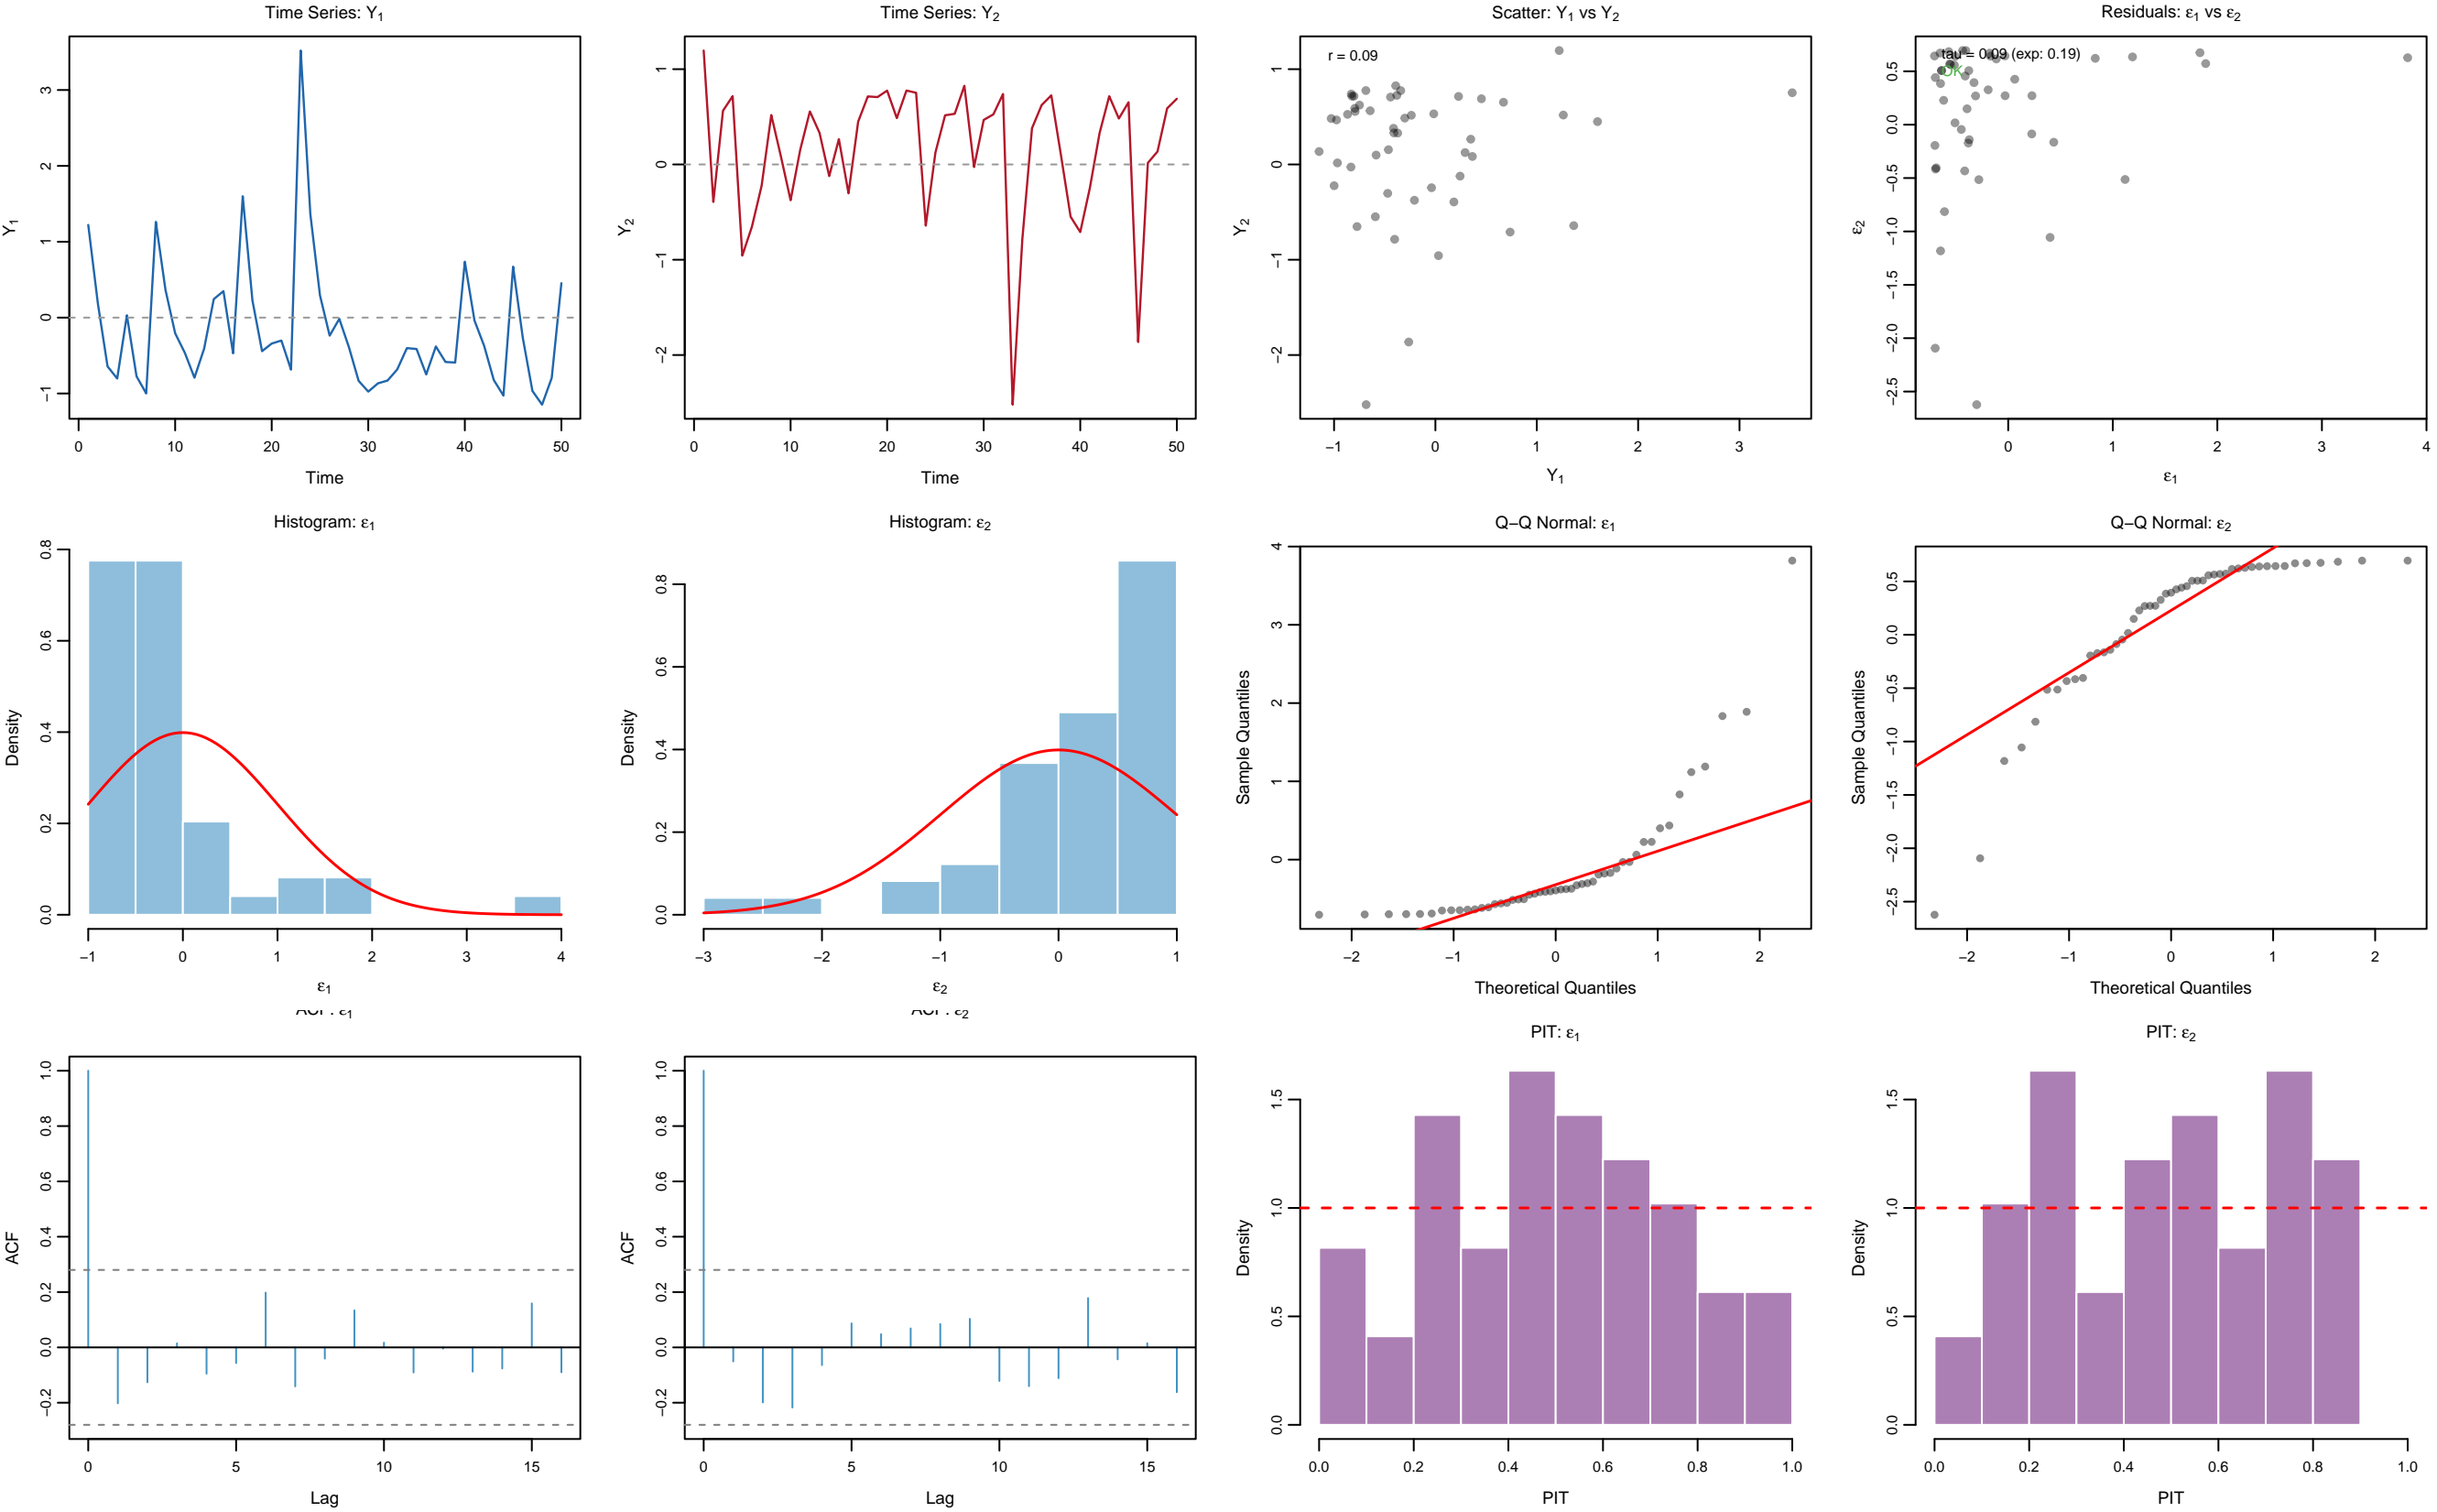 Time Series: Y1
Y1
−1 0 1 2 3
0 10 20 30 40 50
Time
Time Series: Y2
Y2
−2 −1 0 1
0 10 20 30 40 50
Time
Scatter: Y1 vs Y2
r = 0.09
Y2
−2 −1 0 1
−1 0 1 2 3
Y1
Residuals: ε1 vs ε2
tau = 0.09 (exp: 0.19)
OK
ε2
−2.5 −2.0 −1.5 −1.0 −0.5 0.0 0.5
0 1 2 3 4
ε1
Histogram: ε1
Density
0.0 0.2 0.4 0.6 0.8
−1 0 1 2 3 4
ε1
Histogram: ε2
Density
0.0 0.2 0.4 0.6 0.8
−3 −2 −1 0 1
ε2
Q−Q Normal: ε1
Sample Quantiles
0 1 2 3 4
−2 −1 0 1 2
Theoretical Quantiles
Q−Q Normal: ε2
Sample Quantiles
−2.5 −2.0 −1.5 −1.0 −0.5 0.0 0.5
−2 −1 0 1 2
Theoretical Quantiles
ACF: ε1
ACF
−0.2 0.0 0.2 0.4 0.6 0.8 1.0
0 5 10 15
Lag
ACF: ε2
ACF
−0.2 0.0 0.2 0.4 0.6 0.8 1.0
0 5 10 15
Lag
PIT: ε1
Density
0.0 0.5 1.0 1.5
0.0 0.2 0.4 0.6 0.8 1.0
PIT
PIT: ε2
Density
0.0 0.5 1.0 1.5
0.0 0.2 0.4 0.6 0.8 1.0
PIT